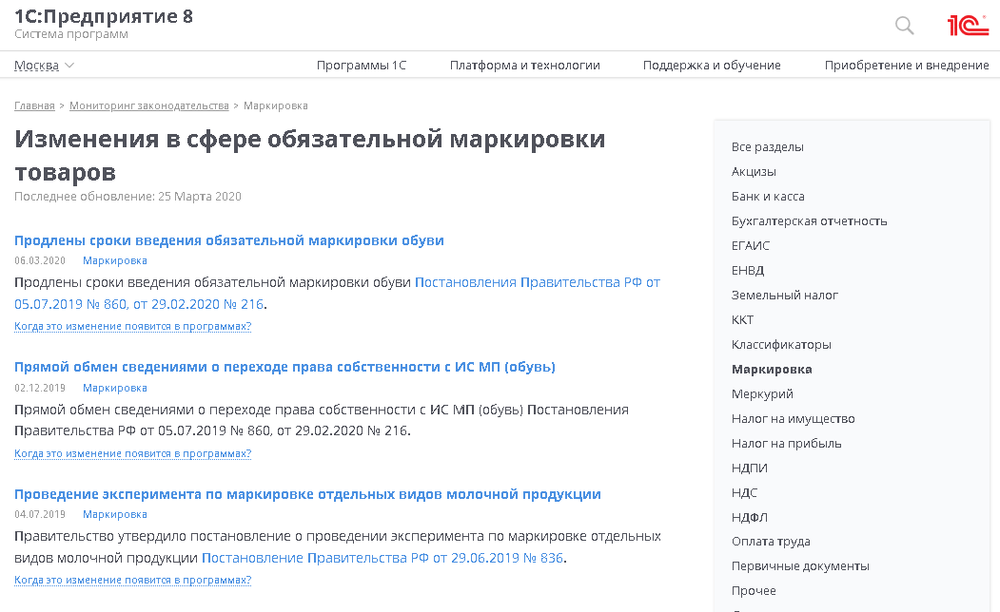 1С:Предприятие 8
Система программ
1С
Москва
Программы 1С
Платформа и технологии
Поддержка и обучение
Приобретение и внедрение
Главная > Мониторинг законодательства > Маркировка
Изменения в сфере обязательной маркировки
товаров
Последнее обновление: 25 Марта 2020
Продлены сроки введения обязательной маркировки обуви
06.03.2020 Маркировка
Продлены сроки введения обязательной маркировки обуви Постановления Правительства РФ от
05.07.2019 № 860, от 29.02.2020 № 216.
Когда это изменение появится в программах?
Прямой обмен сведениями о переходе права собственности с ИС МП (обувь)
02.12.2019 Маркировка
Прямой обмен сведениями о переходе права собственности с ИС МП (обувь) Постановления
Правительства РФ от 05.07.2019 № 860, от 29.02.2020 № 216.
Когда это изменение появится в программах?
Проведение эксперимента по маркировке отдельных видов молочной продукции
04.07.2019 Маркировка
Правительство утвердило постановление о проведении эксперимента по маркировке отдельных
видов молочной продукции Постановление Правительства РФ от 29.06.2019 № 836.
Когда это изменение появится в программах?
Все разделы
Акцизы
Банк и касса
Бухгалтерская отчетность
ЕГАИС
ЕНВД
Земельный налог
ККТ
Классификаторы
Маркировка
Меркурий
Налог на имущество
Налог на прибыль
НДПИ
НДС
НДФЛ
Оплата труда
Первичные документы
Прочее